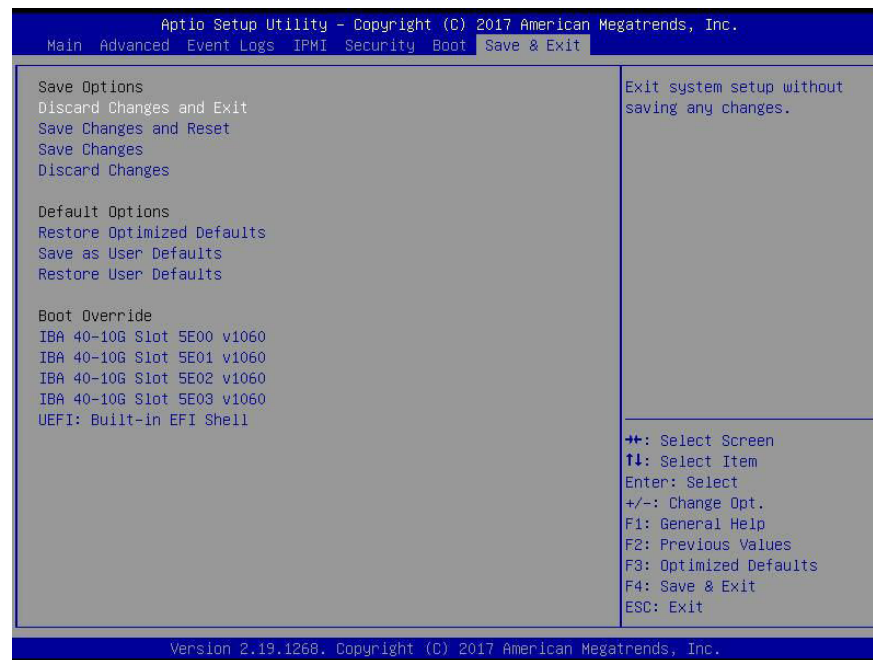 Aptio Setup Utility – Copyright (C) 2017 American Megatrends, Inc.
Main Advanced Event Logs IPMI Security Boot Save & Exit
Save Options
Discard Changes and Exit
Save Changes and Reset
Save Changes
Discard Changes
Default Options
Restore Optimized Defaults
Save as User Defaults
Restore User Defaults
Boot Override
IBA 40-10G Slot 5E00 v1060
IBA 40-10G Slot 5E01 v1060
IBA 40-10G Slot 5E02 v1060
IBA 40-10G Slot 5E03 v1060
UEFI: Built-in EFI Shell
Exit system setup without
saving any changes.
→←: Select Screen
↑↓: Select Item
Enter: Select
+/-: Change Opt.
F1: General Help
F2: Previous Values
F3: Optimized Defaults
F4: Save & Exit
ESC: Exit
Version 2.19.1268. Copyright (C) 2017 American Megatrends, Inc.